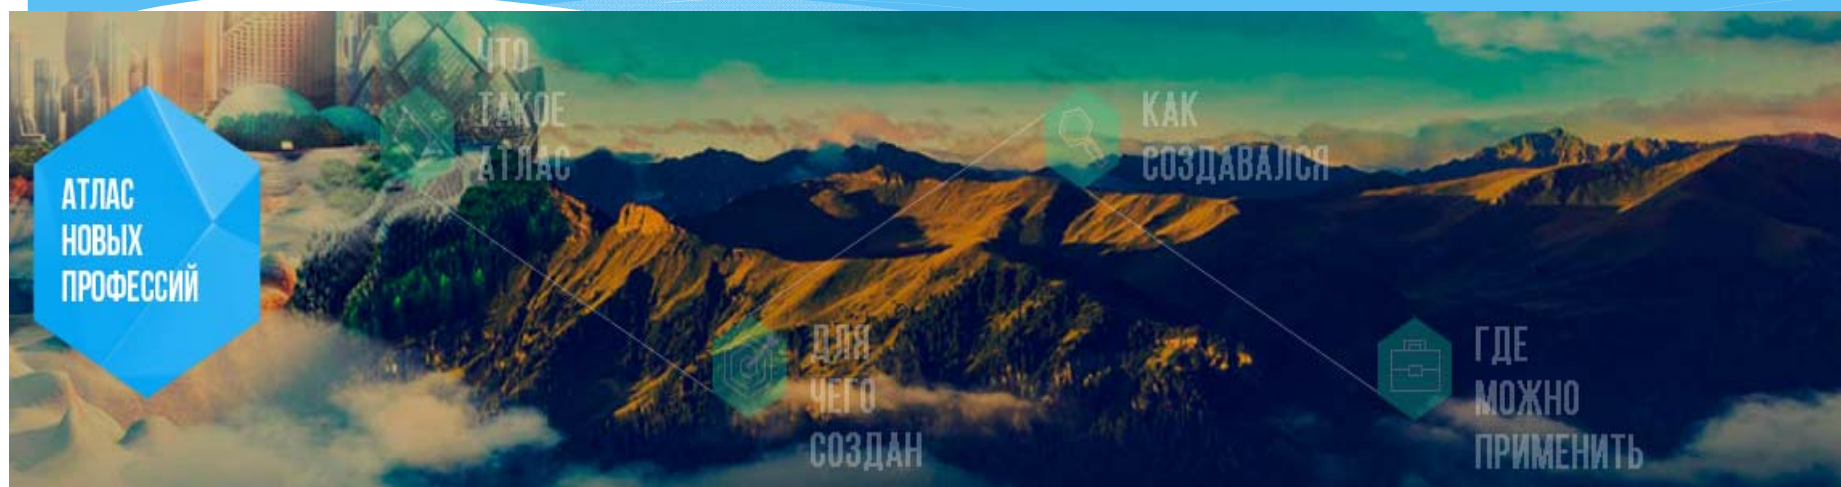 АТЛАС
НОВЫХ
ПРОФЕССИЙ
ЧТО
ТАКОЕ
АТЛАС
ДЛЯ
ЧЕГО
СОЗДАН
КАК
СОЗДАВАЛСЯ
ГДЕ
МОЖНО
ПРИМЕНИТЬ